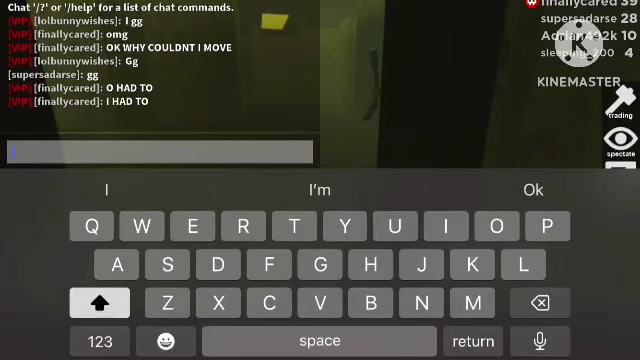 Chat '/?' or '/help' for a list of chat commands.
[VIP] [lolbunnywishes]: I gg
[VIP] [finallycared]: omg
[VIP] [finallycared]: OK WHY COULDNT I MOVE
[VIP] [lolbunnywishes]: Gg
[supersadarse]: gg
[VIP] [finallycared]: O HAD TO
[VIP] [finallycared]: I HAD TO
finallycared 39
supersadarse 28
10
200 4
KINEMASTER
trading
spectate
I I'm Ok
Q W E R T Y U I O P
A S D F G H J K L
Z X C V B N M
123 space return